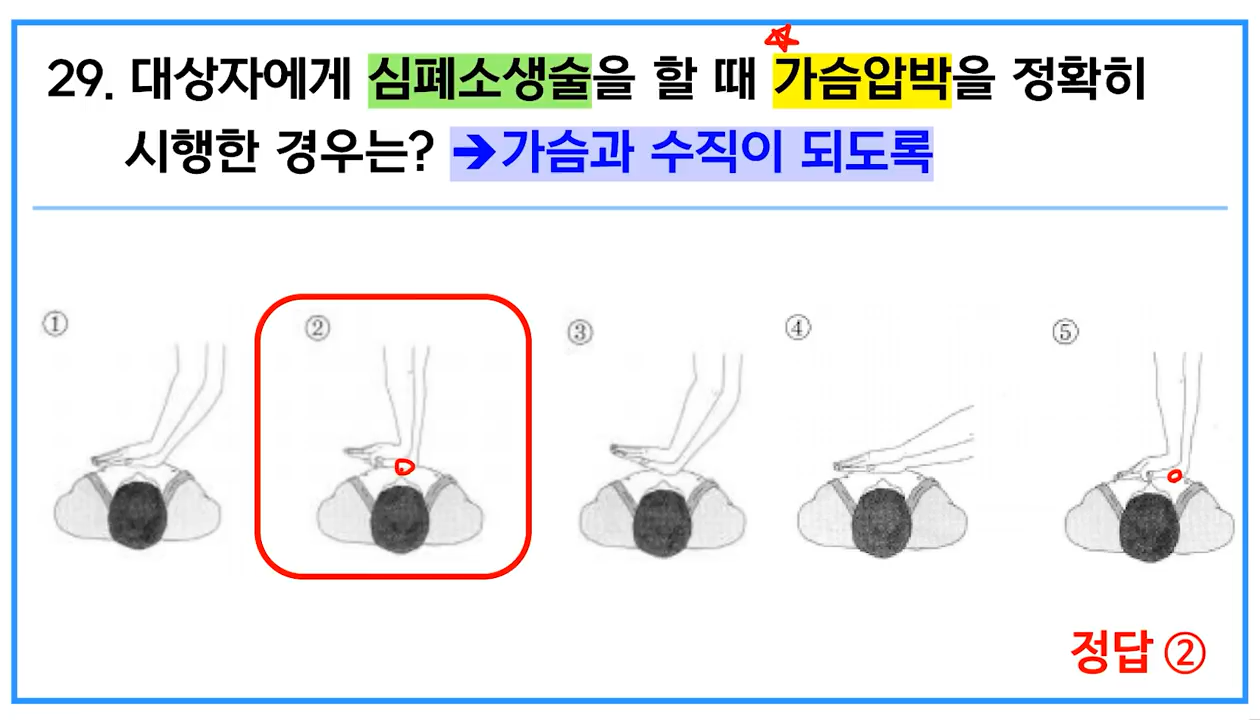 29. 대상자에게 심폐소생술을 할 때 가슴압박을 정확히
시행한 경우는? ➔가슴과 수직이 되도록
① ② ③ ④ ⑤
정답 ②